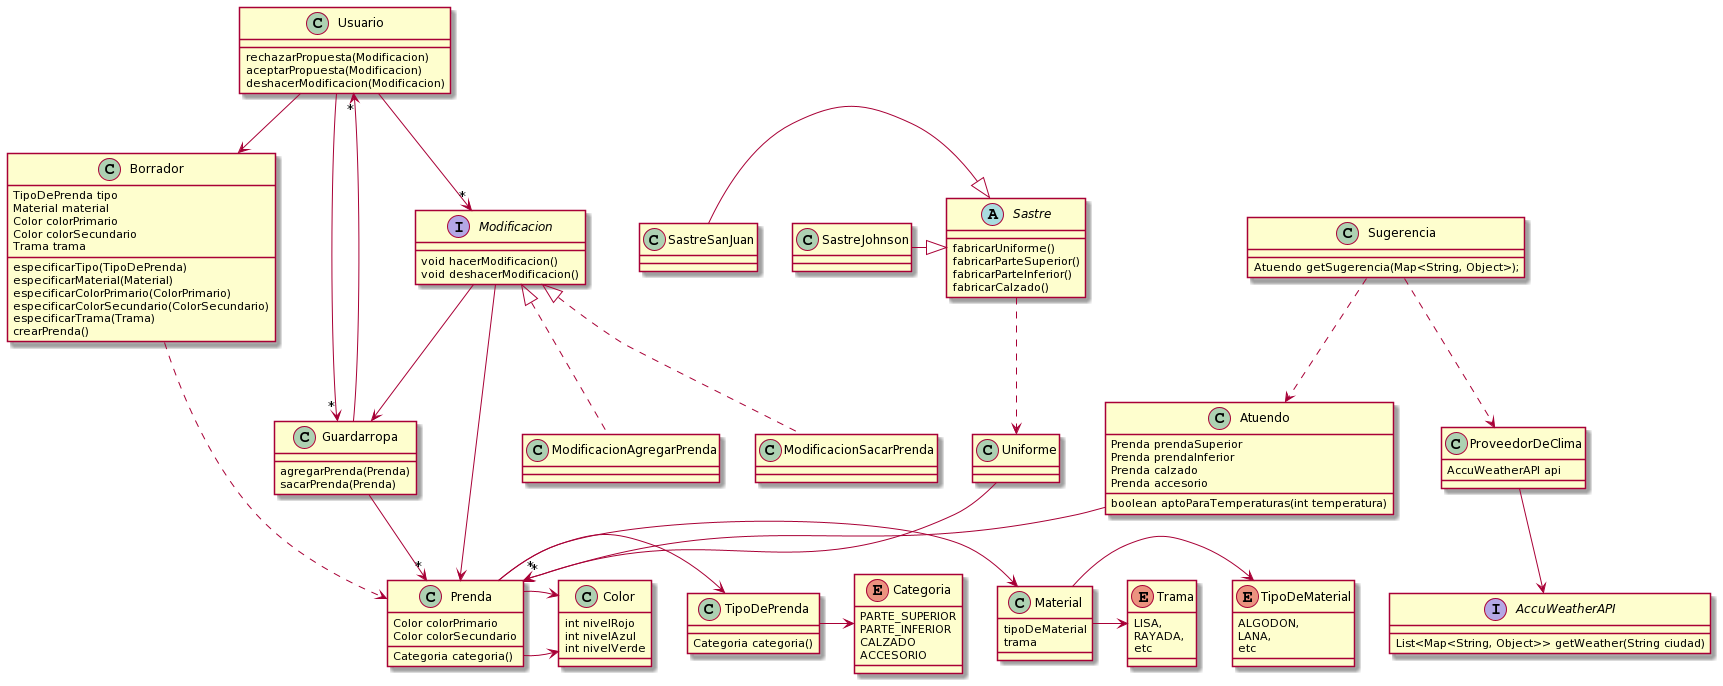 C Usuario
rechazarPropuesta(Modificacion)
aceptarPropuesta(Modificacion)
deshacerModificacion(Modificacion)
*
*
*
C Borrador
TipoDePrenda tipo
Material material
Color colorPrimario
Color colorSecundario
Trama trama
especificarTipo(TipoDePrenda)
especificarMaterial(Material)
especificarColorPrimario(ColorPrimario)
especificarColorSecundario(ColorSecundario)
especificarTrama(Trama)
crearPrenda()
I Modificacion
void hacerModificacion()
void deshacerModificacion()
C SastreSanJuan
C SastreJohnson
A Sastre
fabricarUniforme()
fabricarParteSuperior()
fabricarParteInferior()
fabricarCalzado()
C Sugerencia
Atuendo getSugerencia(Map<String, Object>);
C Guardarropa
agregarPrenda(Prenda)
sacarPrenda(Prenda)
C ModificacionAgregarPrenda
C ModificacionSacarPrenda
C Uniforme
C Atuendo
Prenda prendaSuperior
Prenda prendaInferior
Prenda calzado
Prenda accesorio
boolean aptoParaTemperaturas(int temperatura)
C ProveedorDeClima
AccuWeatherAPI api
*
*
*
C Prenda
Color colorPrimario
Color colorSecundario
Categoria categoria()
C Color
int nivelRojo
int nivelAzul
int nivelVerde
C TipoDePrenda
Categoria categoria()
E Categoria
PARTE_SUPERIOR
PARTE_INFERIOR
CALZADO
ACCESORIO
C Material
tipoDeMaterial
trama
E Trama
LISA,
RAYADA,
etc
E TipoDeMaterial
ALGODON,
LANA,
etc
I AccuWeatherAPI
List<Map<String, Object>> getWeather(String ciudad)